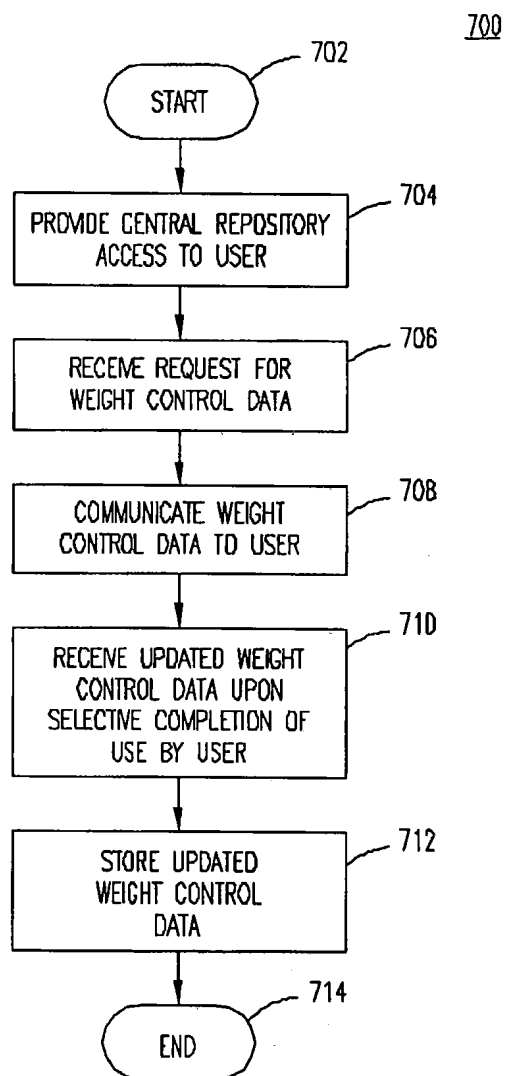 700
702
START
704
PROVIDE CENTRAL REPOSITORY
ACCESS TO USER
706
RECEIVE REQUEST FOR
WEIGHT CONTROL DATA
708
COMMUNICATE WEIGHT
CONTROL DATA TO USER
710
RECEIVE UPDATED WEIGHT
CONTROL DATA UPON
SELECTIVE COMPLETION OF
USE BY USER
712
STORE UPDATED
WEIGHT CONTROL
DATA
714
END